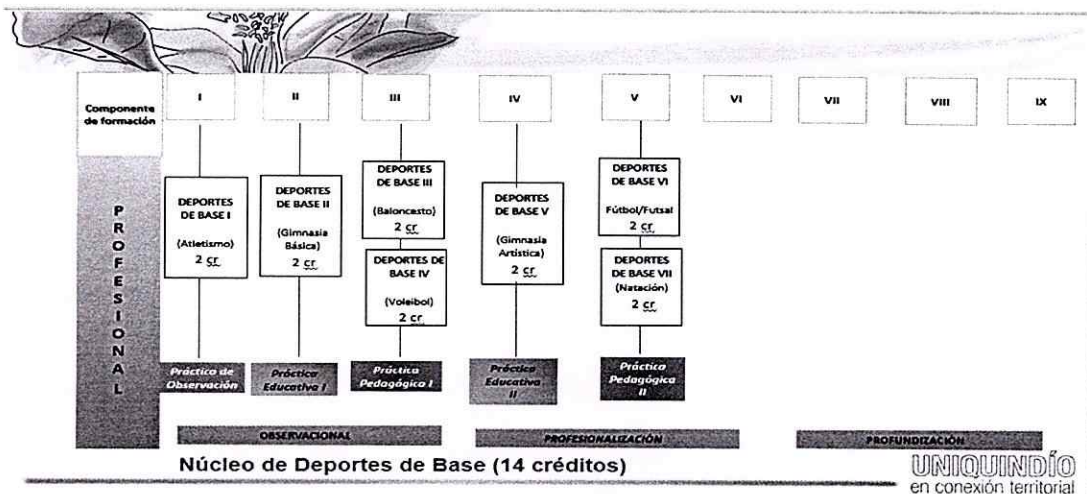 Componente
de formación
I
II
III
IV
V
VI
VII
VIII
IX
PROFESIONAL
DEPORTES
DE BASE I
(Atletismo)
2 cr
DEPORTES
DE BASE II
(Gimnasia
Básica)
2 cr
DEPORTES
DE BASE III
(Baloncesto)
2 cr
DEPORTES DE
BASE IV
(Voleibol)
2 cr
DEPORTES
DE BASE V
(Gimnasia
Artística)
2 cr
DEPORTES
DE BASE VI
Fútbol/Futsal
2 cr
DEPORTES
DE BASE VII
(Natación)
2 cr
Práctica de
Observación
Práctica
Educativa I
Práctica
Pedagógica I
Práctica
Educativa
II
Práctica
Pedagógica
II
OBSERVACIONAL
PROFESIONALIZACIÓN
PROFUNDIZACIÓN
Núcleo de Deportes de Base (14 créditos)
UNIQUINDÍO
en conexión territorial